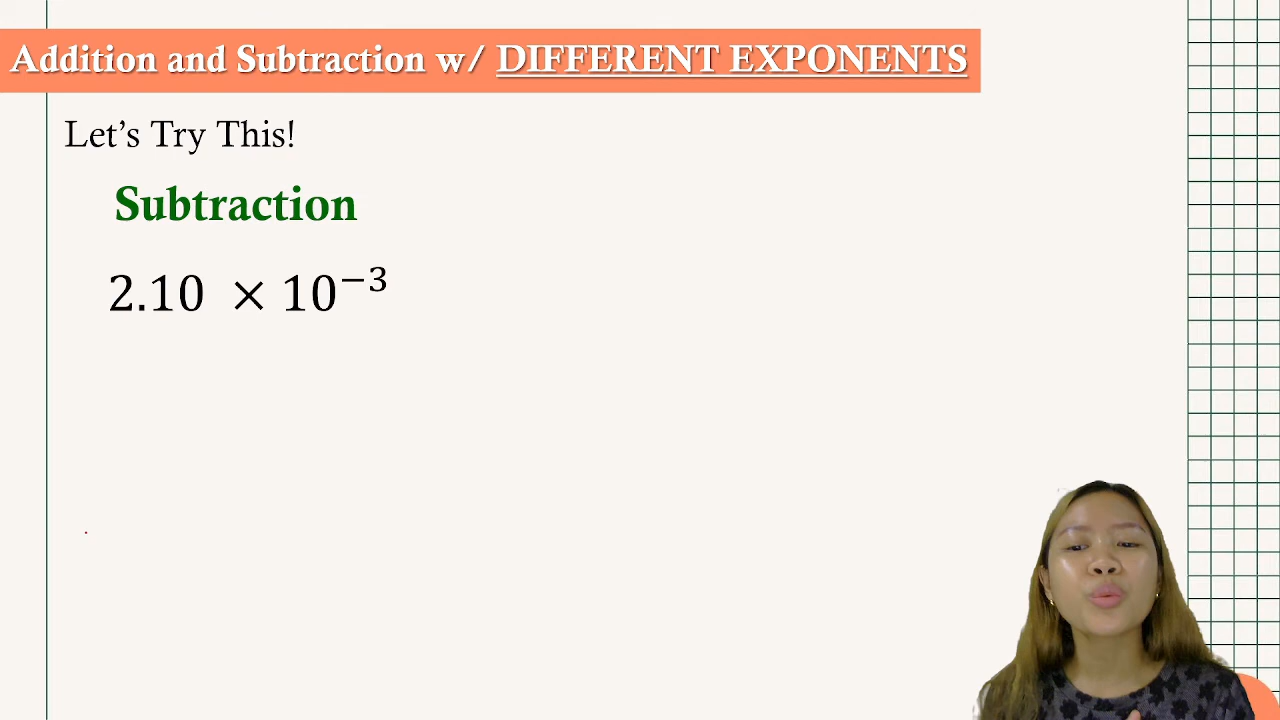 Addition and Subtraction w/ DIFFERENT EXPONENTS
Let's Try This!
Subtraction
2.10 × 10⁻³